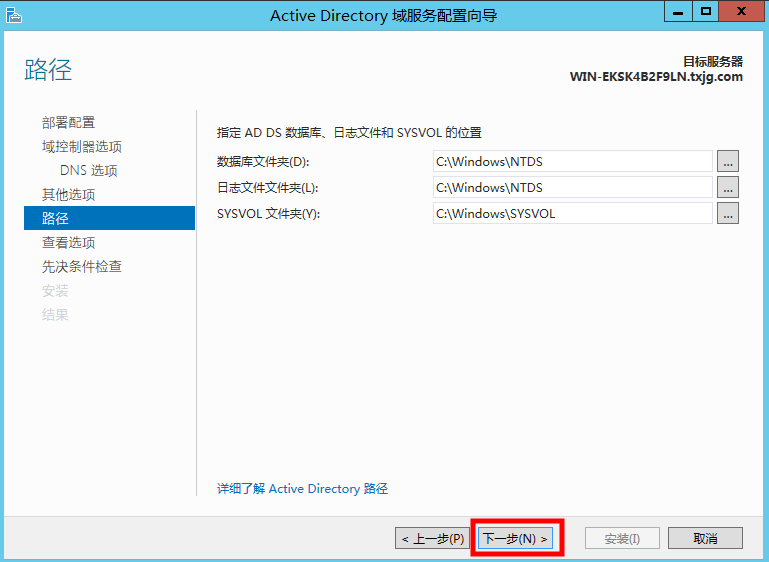 Active Directory 域服务配置向导
路径
目标服务器
WIN-EKSK4B2F9LN.txjg.com
部署配置
域控制器选项
DNS 选项
其他选项
路径
查看选项
先决条件检查
安装
结果
指定 AD DS 数据库、日志文件和 SYSVOL 的位置
数据库文件夹(D): C:\Windows\NTDS ...
日志文件文件夹(L): C:\Windows\NTDS ...
SYSVOL 文件夹(Y): C:\Windows\SYSVOL ...
详细了解 Active Directory 路径
< 上一步(P) 下一步(N) > 安装(I) 取消